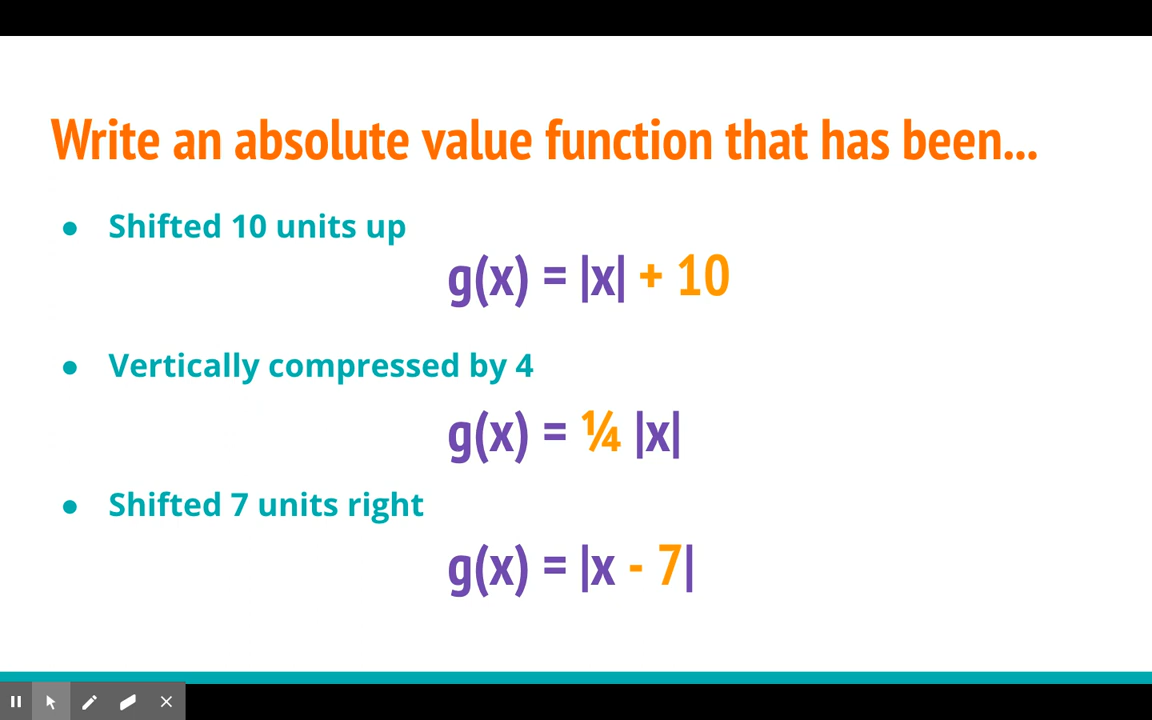 Write an absolute value function that has been...
● Shifted 10 units up
g(x) = |x| + 10
● Vertically compressed by 4
g(x) = ¼ |x|
● Shifted 7 units right
g(x) = |x - 7|